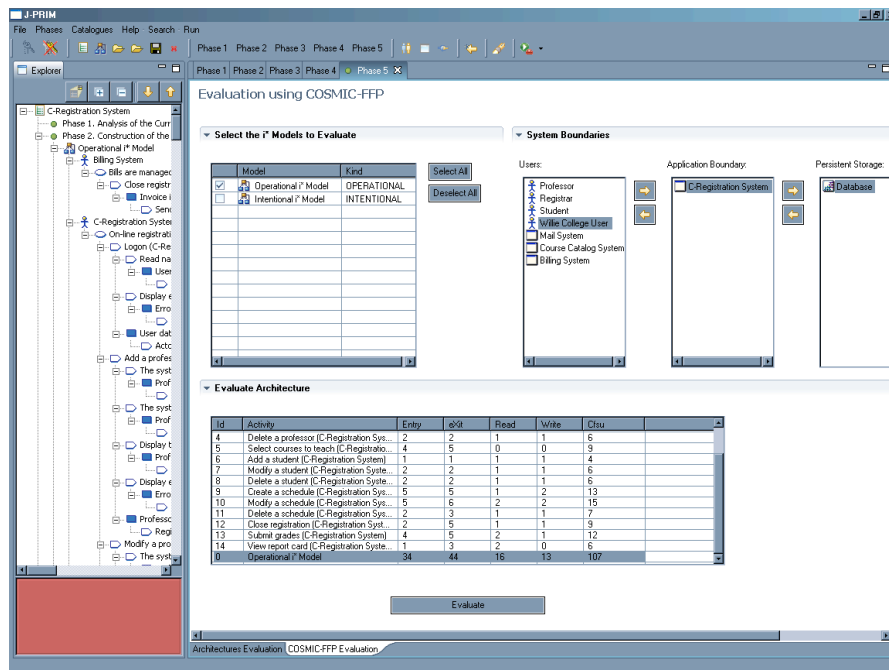 J-PRIM
File Phases Catalogues Help Search Run
Phase 1 Phase 2 Phase 3 Phase 4 Phase 5
Explorer
Phase 1 Phase 2 Phase 3 Phase 4 Phase 5
C-Registration System
Phase 1. Analysis of the Curr
Phase 2. Construction of the
Operational i* Model
Billing System
Bills are managed
Close registr
Invoice i
Send
C-Registration System
On-line registrati
Logon (C-Re
Read na
User
Display e
Erro
User dat
Acto
Add a profes
The syst
Prof
The syst
Prof
Display t
Prof
Display e
Erro
Professo
Regi
Modify a pro
The syst
Evaluation using COSMIC-FFP
Select the i* Models to Evaluate
Model Kind
Operational i* Model OPERATIONAL
Intentional i* Model INTENTIONAL
Select All
Deselect All
System Boundaries
Users: Application Boundary: Persistent Storage:
Professor
Registrar
Student
Willie College User
Mail System
Course Catalog System
Billing System
C-Registration System
Database
Evaluate Architecture
Id Activity Entry eXit Read Write Cfsu
4 Delete a professor (C-Registration Sys... 2 2 1 1 6
5 Select courses to teach (C-Registratio... 4 5 0 0 9
6 Add a student (C-Registration System) 1 1 1 1 4
7 Modify a student (C-Registration Syste... 2 2 1 1 6
8 Delete a student (C-Registration Syste... 2 2 1 1 6
9 Create a schedule (C-Registration Sys... 5 5 1 2 13
10 Modify a schedule (C-Registration Sys... 5 6 2 2 15
11 Delete a schedule (C-Registration Sys... 2 3 1 1 7
12 Close registration (C-Registration Syst... 2 5 1 1 9
13 Submit grades (C-Registration System) 4 5 2 1 12
14 View report card (C-Registration Syste... 1 3 2 0 6
0 Operational i* Model 34 44 16 13 107
Evaluate
Architectures Evaluation COSMIC-FFP Evaluation